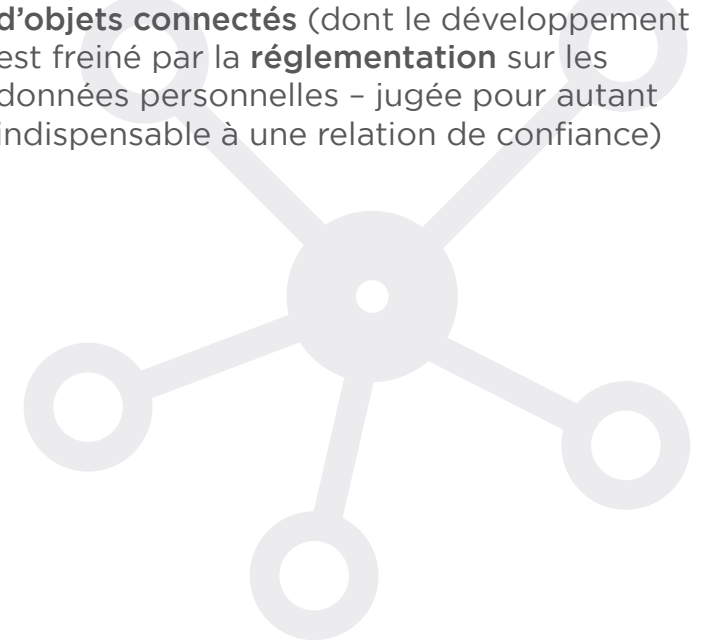 d’objets connectés (dont le développement
est freiné par la réglementation sur les
données personnelles – jugée pour autant
indispensable à une relation de confiance)